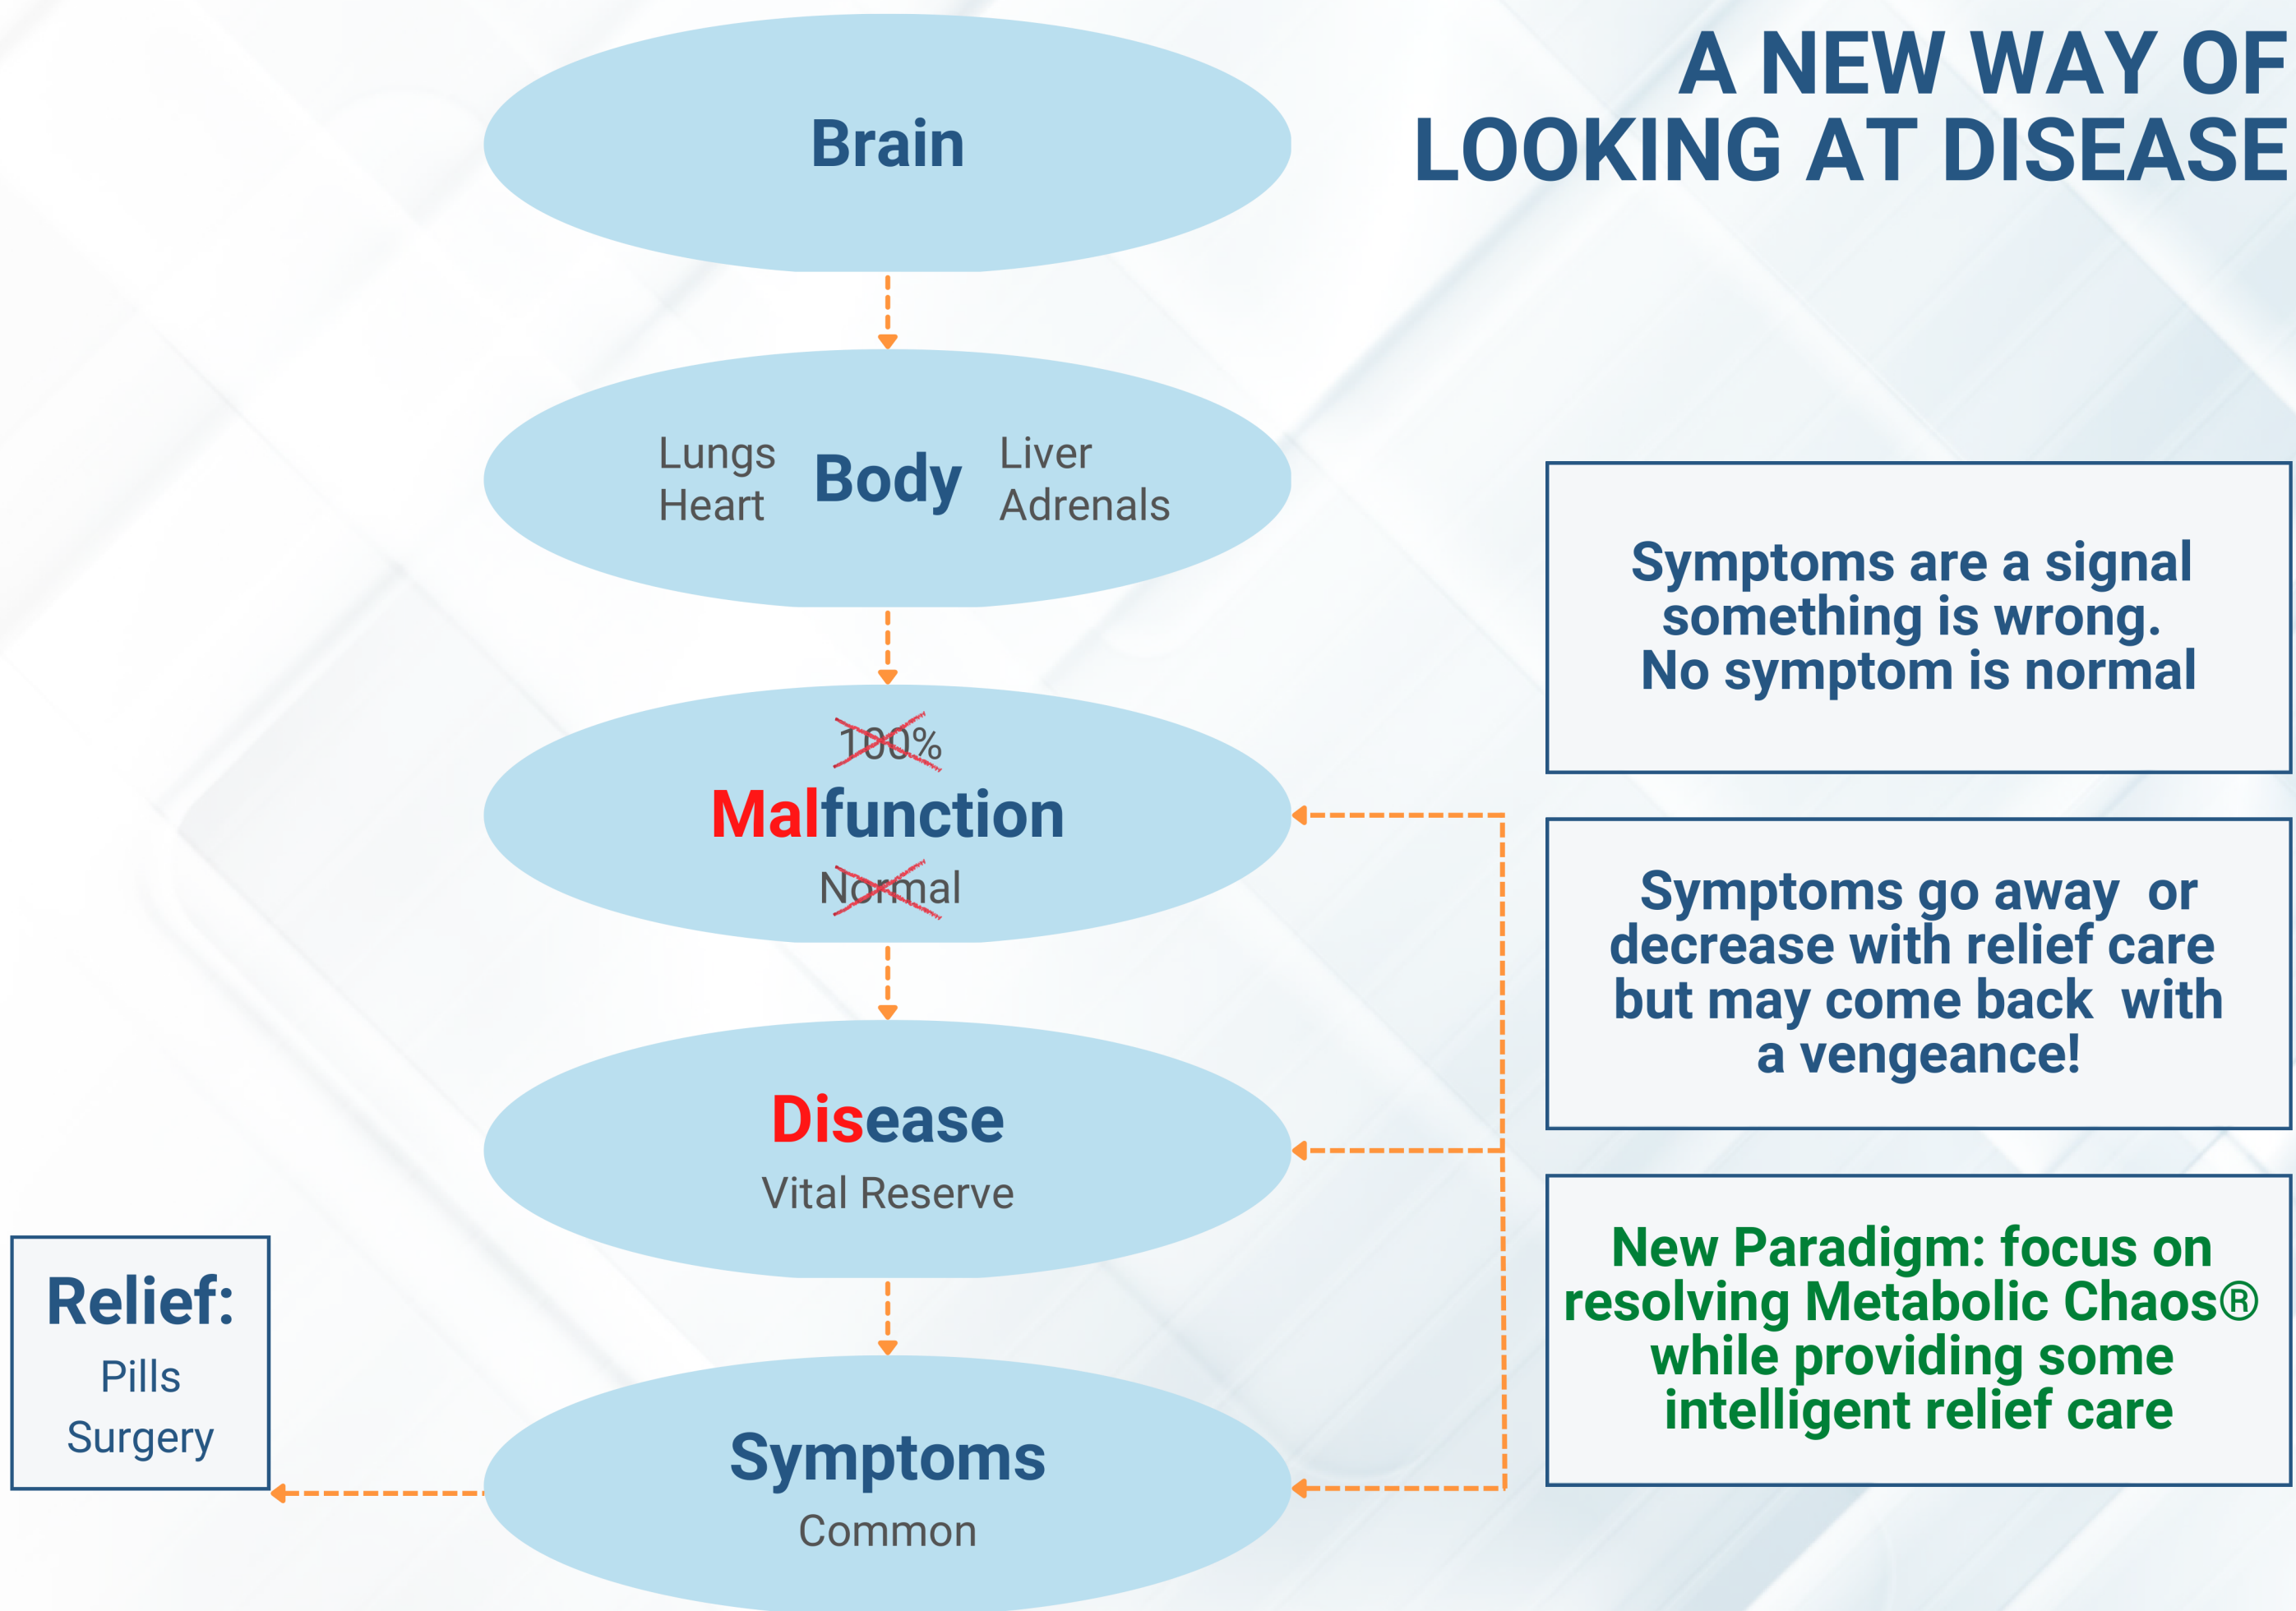 A NEW WAY OF
LOOKING AT DISEASE
Brain
Lungs
Heart
Body
Liver
Adrenals
100%
Malfunction
Normal
Disease
Vital Reserve
Symptoms
Common
Relief:
Pills
Surgery
Symptoms are a signal
something is wrong.
No symptom is normal
Symptoms go away or
decrease with relief care
but may come back with
a vengeance!
New Paradigm: focus on
resolving Metabolic Chaos®
while providing some
intelligent relief care